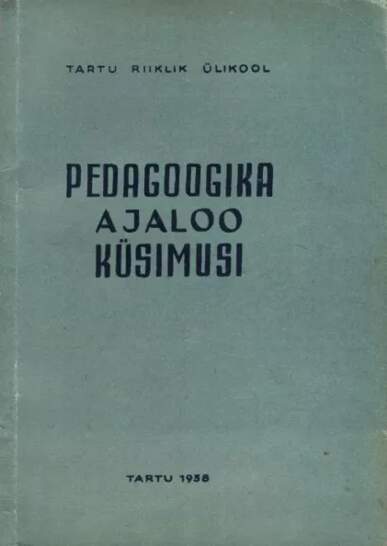 TARTU RIIKLIK ÜLIKOOL
PEDAGOOGIKA
AJALOO
KÜSIMUSI
TARTU 1958